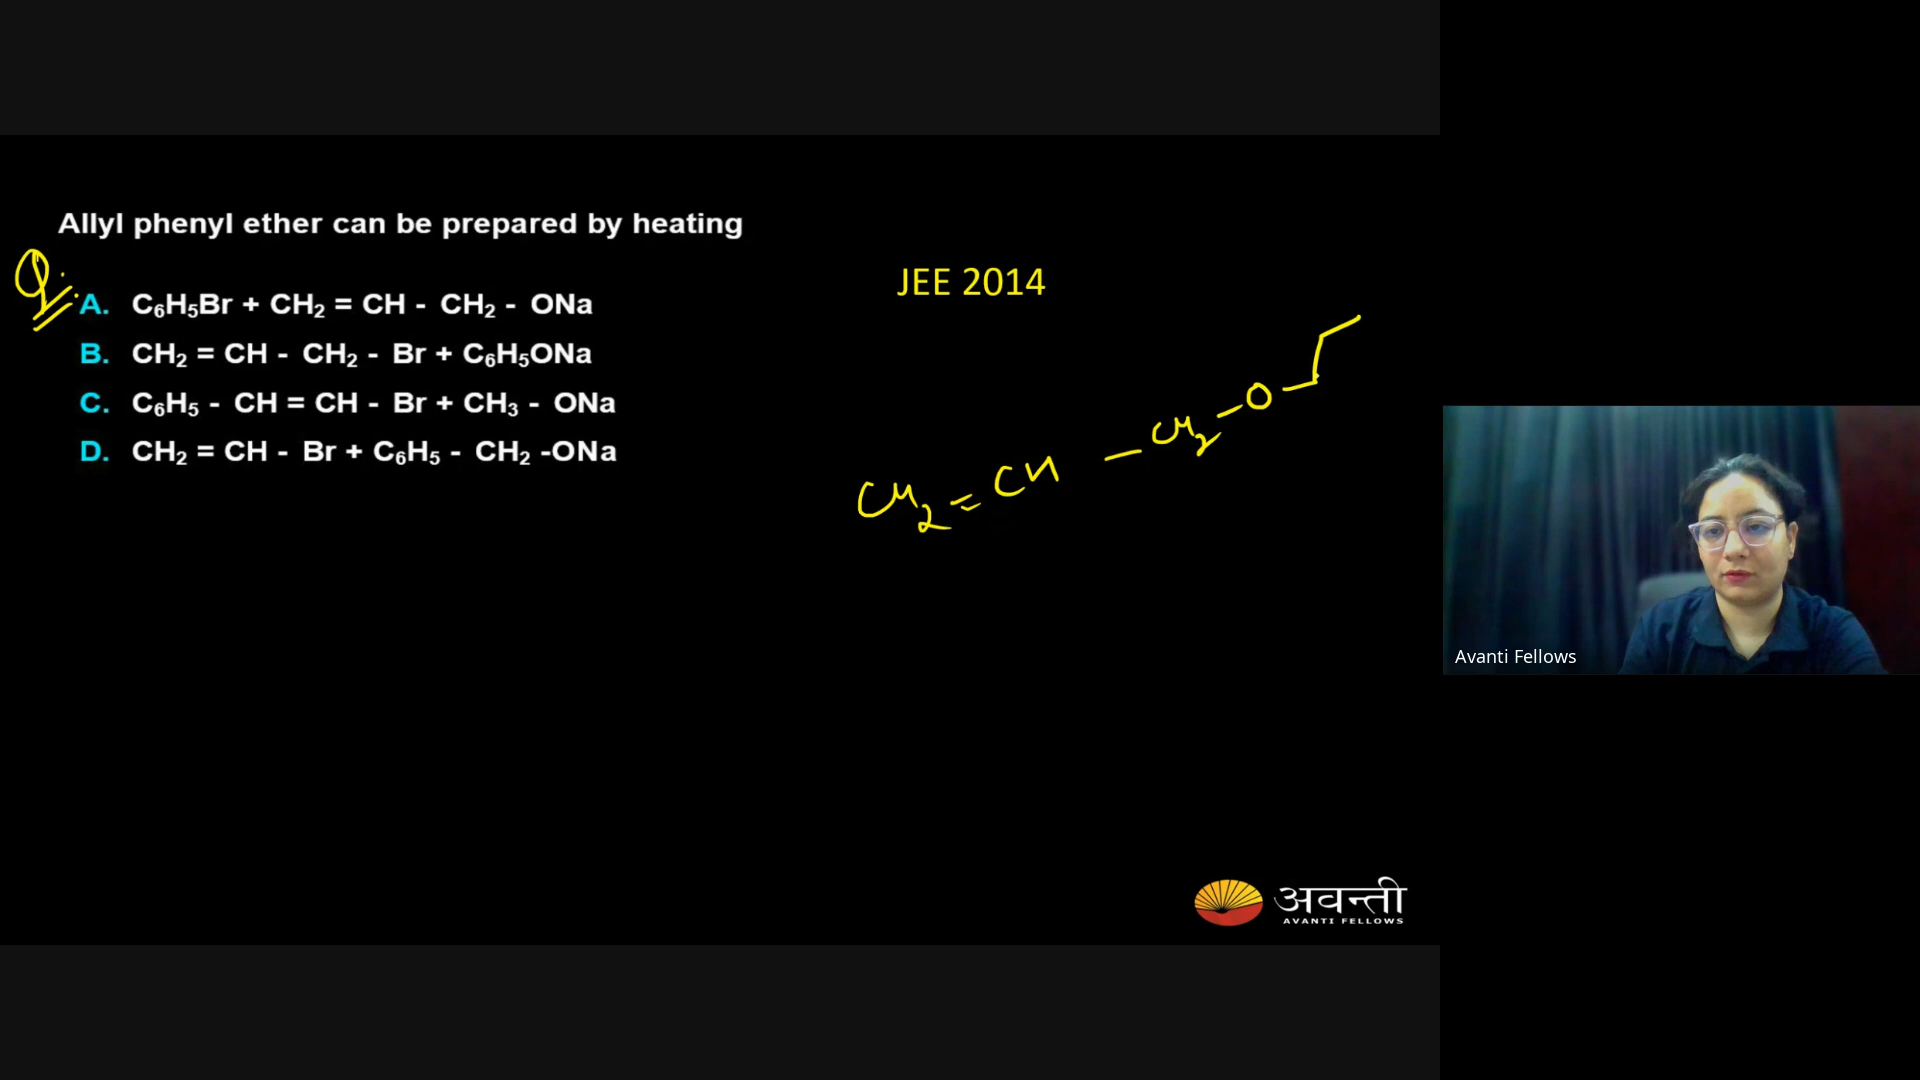 Allyl phenyl ether can be prepared by heating
Q.
JEE 2014
A. C₆H₅Br + CH₂ = CH - CH₂ - ONa
B. CH₂ = CH - CH₂ - Br + C₆H₅ONa
C. C₆H₅ - CH = CH - Br + CH₃ - ONa
D. CH₂ = CH - Br + C₆H₅ - CH₂ -ONa
CH₂ = CH - CH₂ - O
Avanti Fellows
अवन्ती
AVANTI FELLOWS